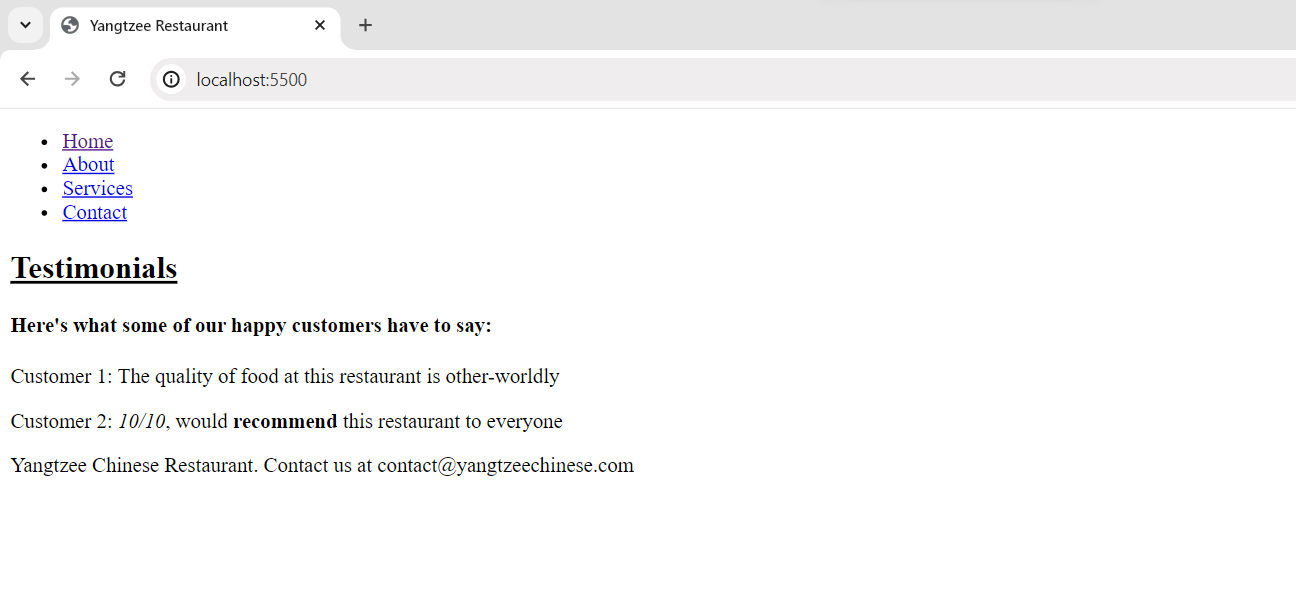 Yangtzee Restaurant
localhost:5500
Home
About
Services
Contact
Testimonials
Here's what some of our happy customers have to say:
Customer 1: The quality of food at this restaurant is other-worldly
Customer 2: 10/10, would recommend this restaurant to everyone
Yangtzee Chinese Restaurant. Contact us at contact@yangtzeechinese.com